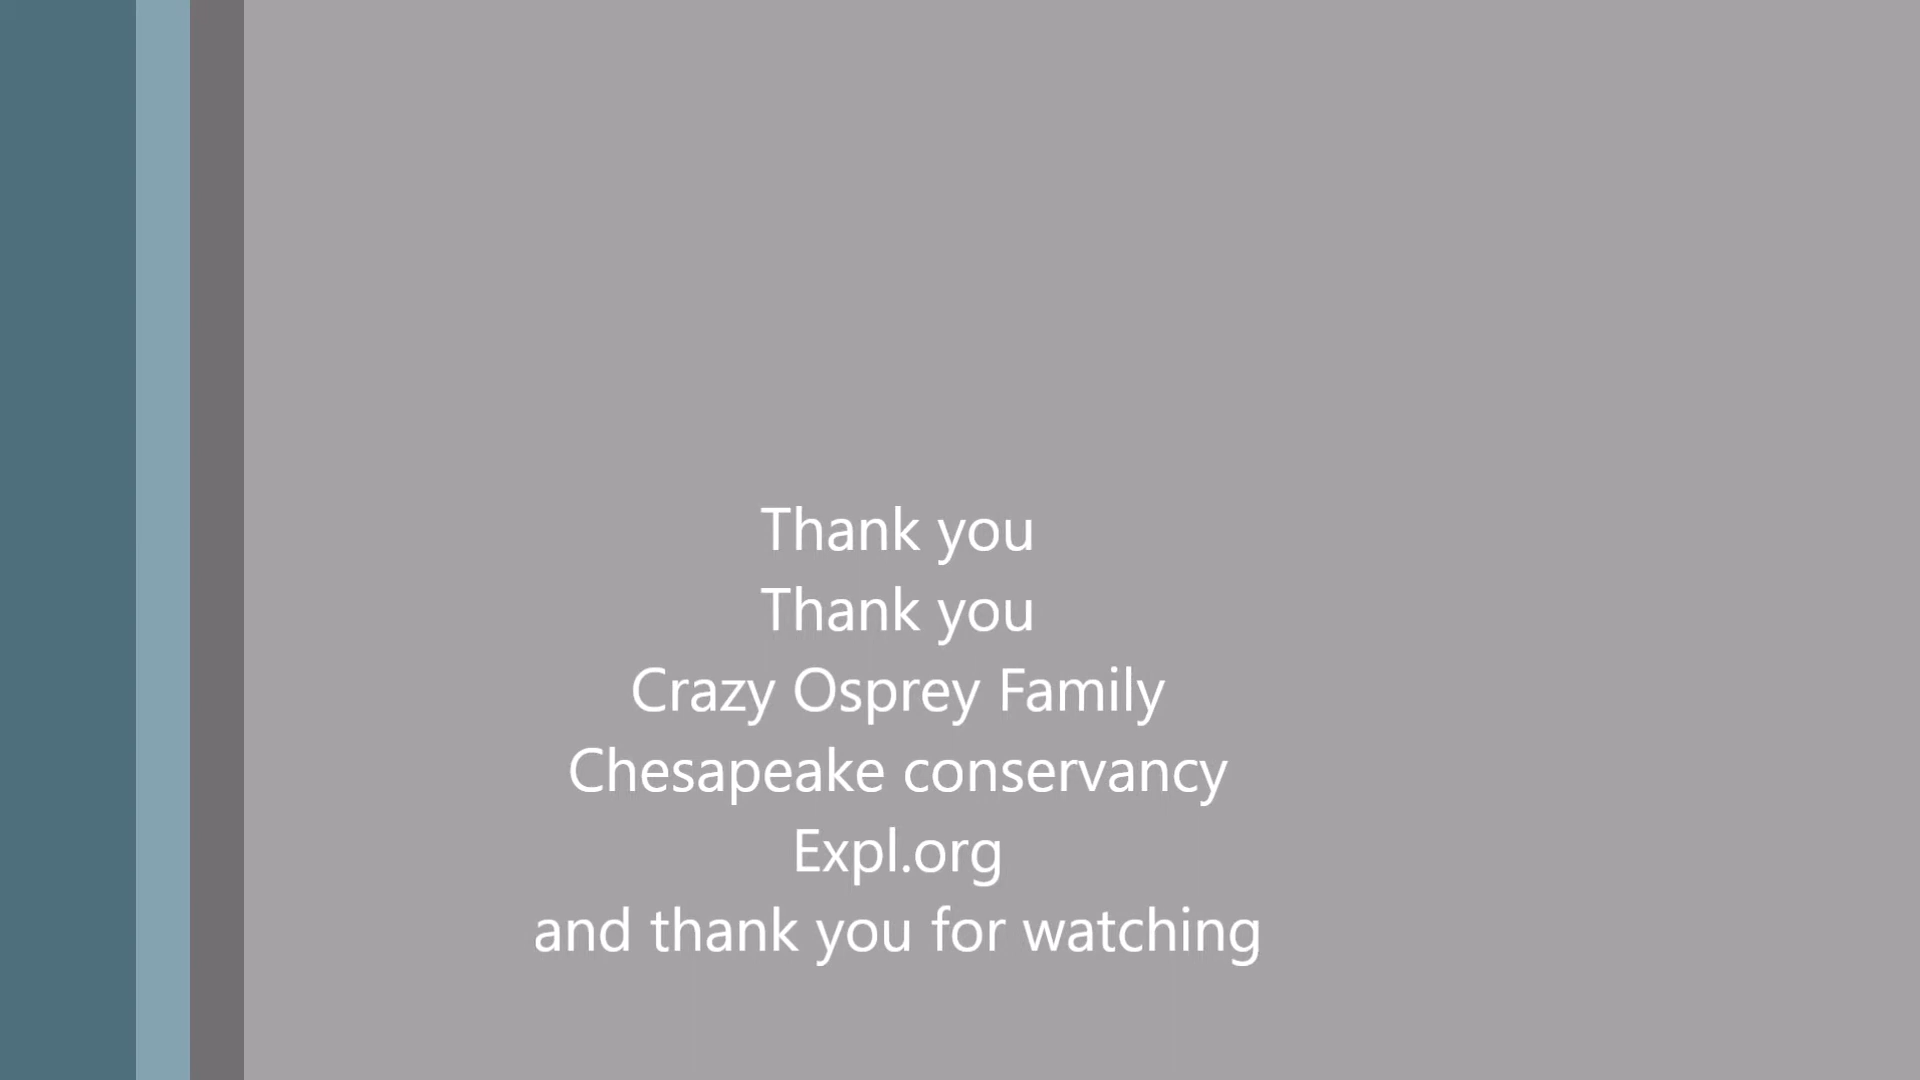 Thank you
Thank you
Crazy Osprey Family
Chesapeake conservancy
Expl.org
and thank you for watching